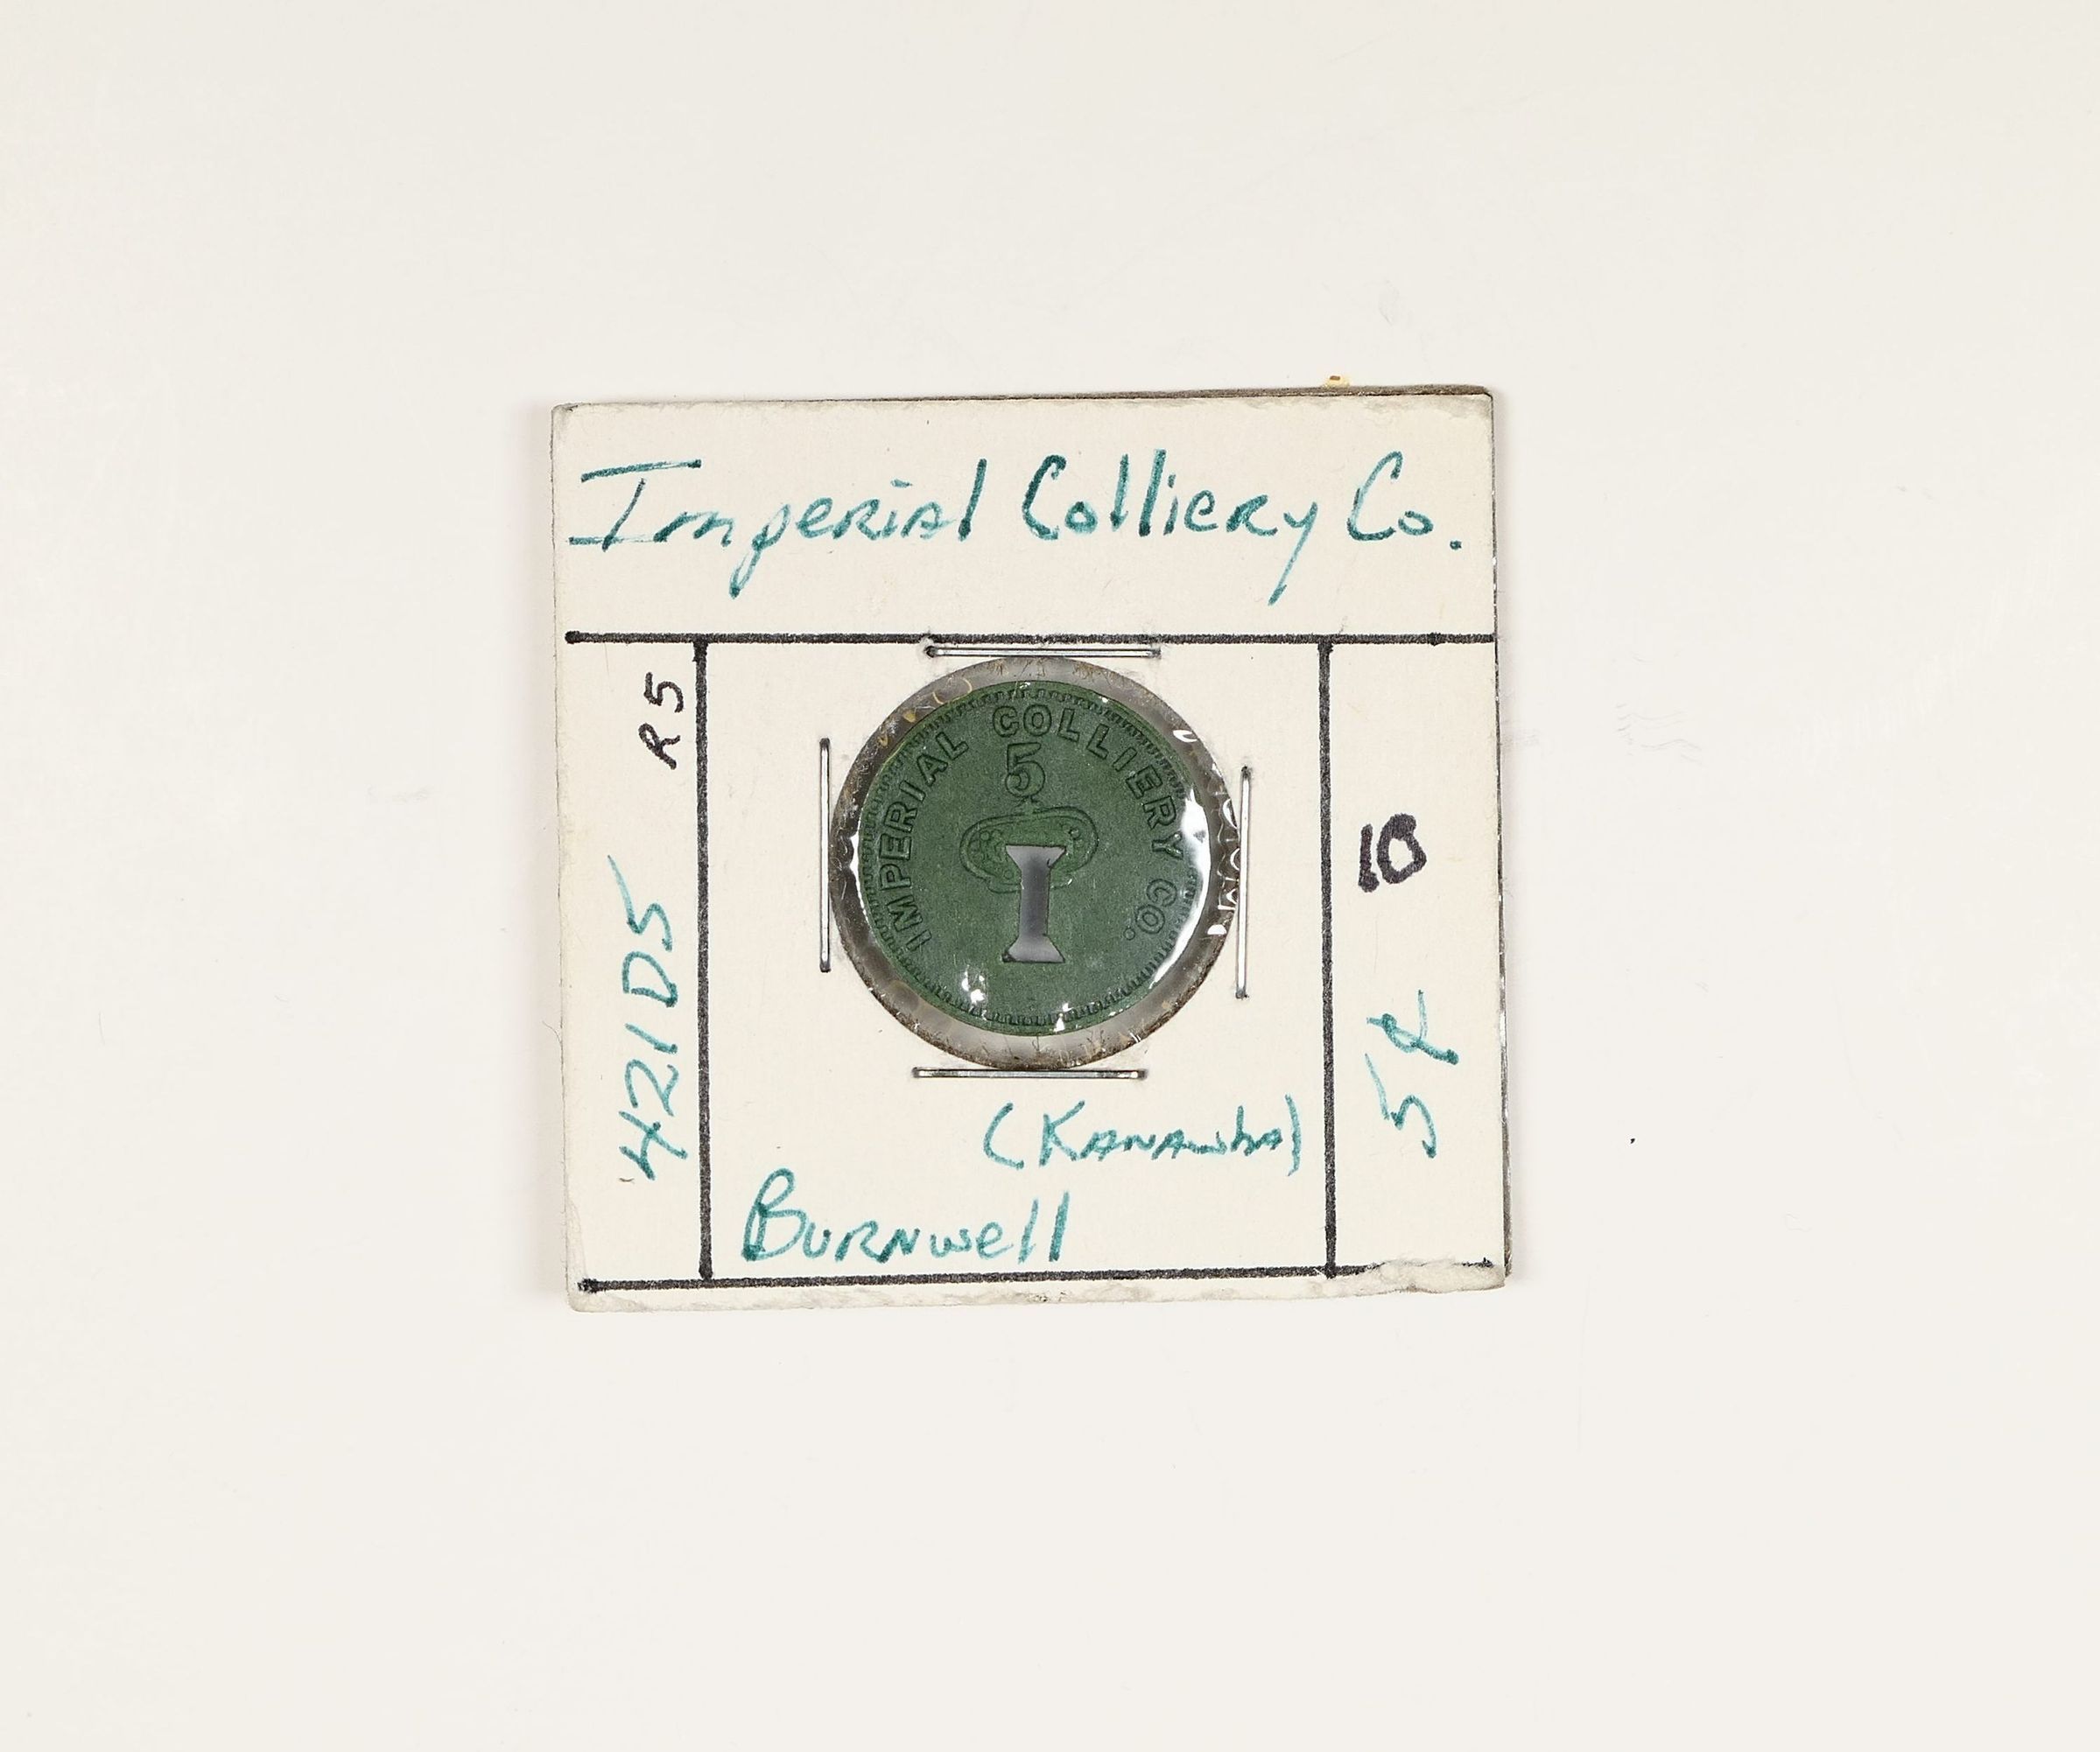 Imperial Colliery Co.
R5
421D5
IMPERIAL COLLIERY CO.
5
10
5¢
(Kanawha)
Burnwell